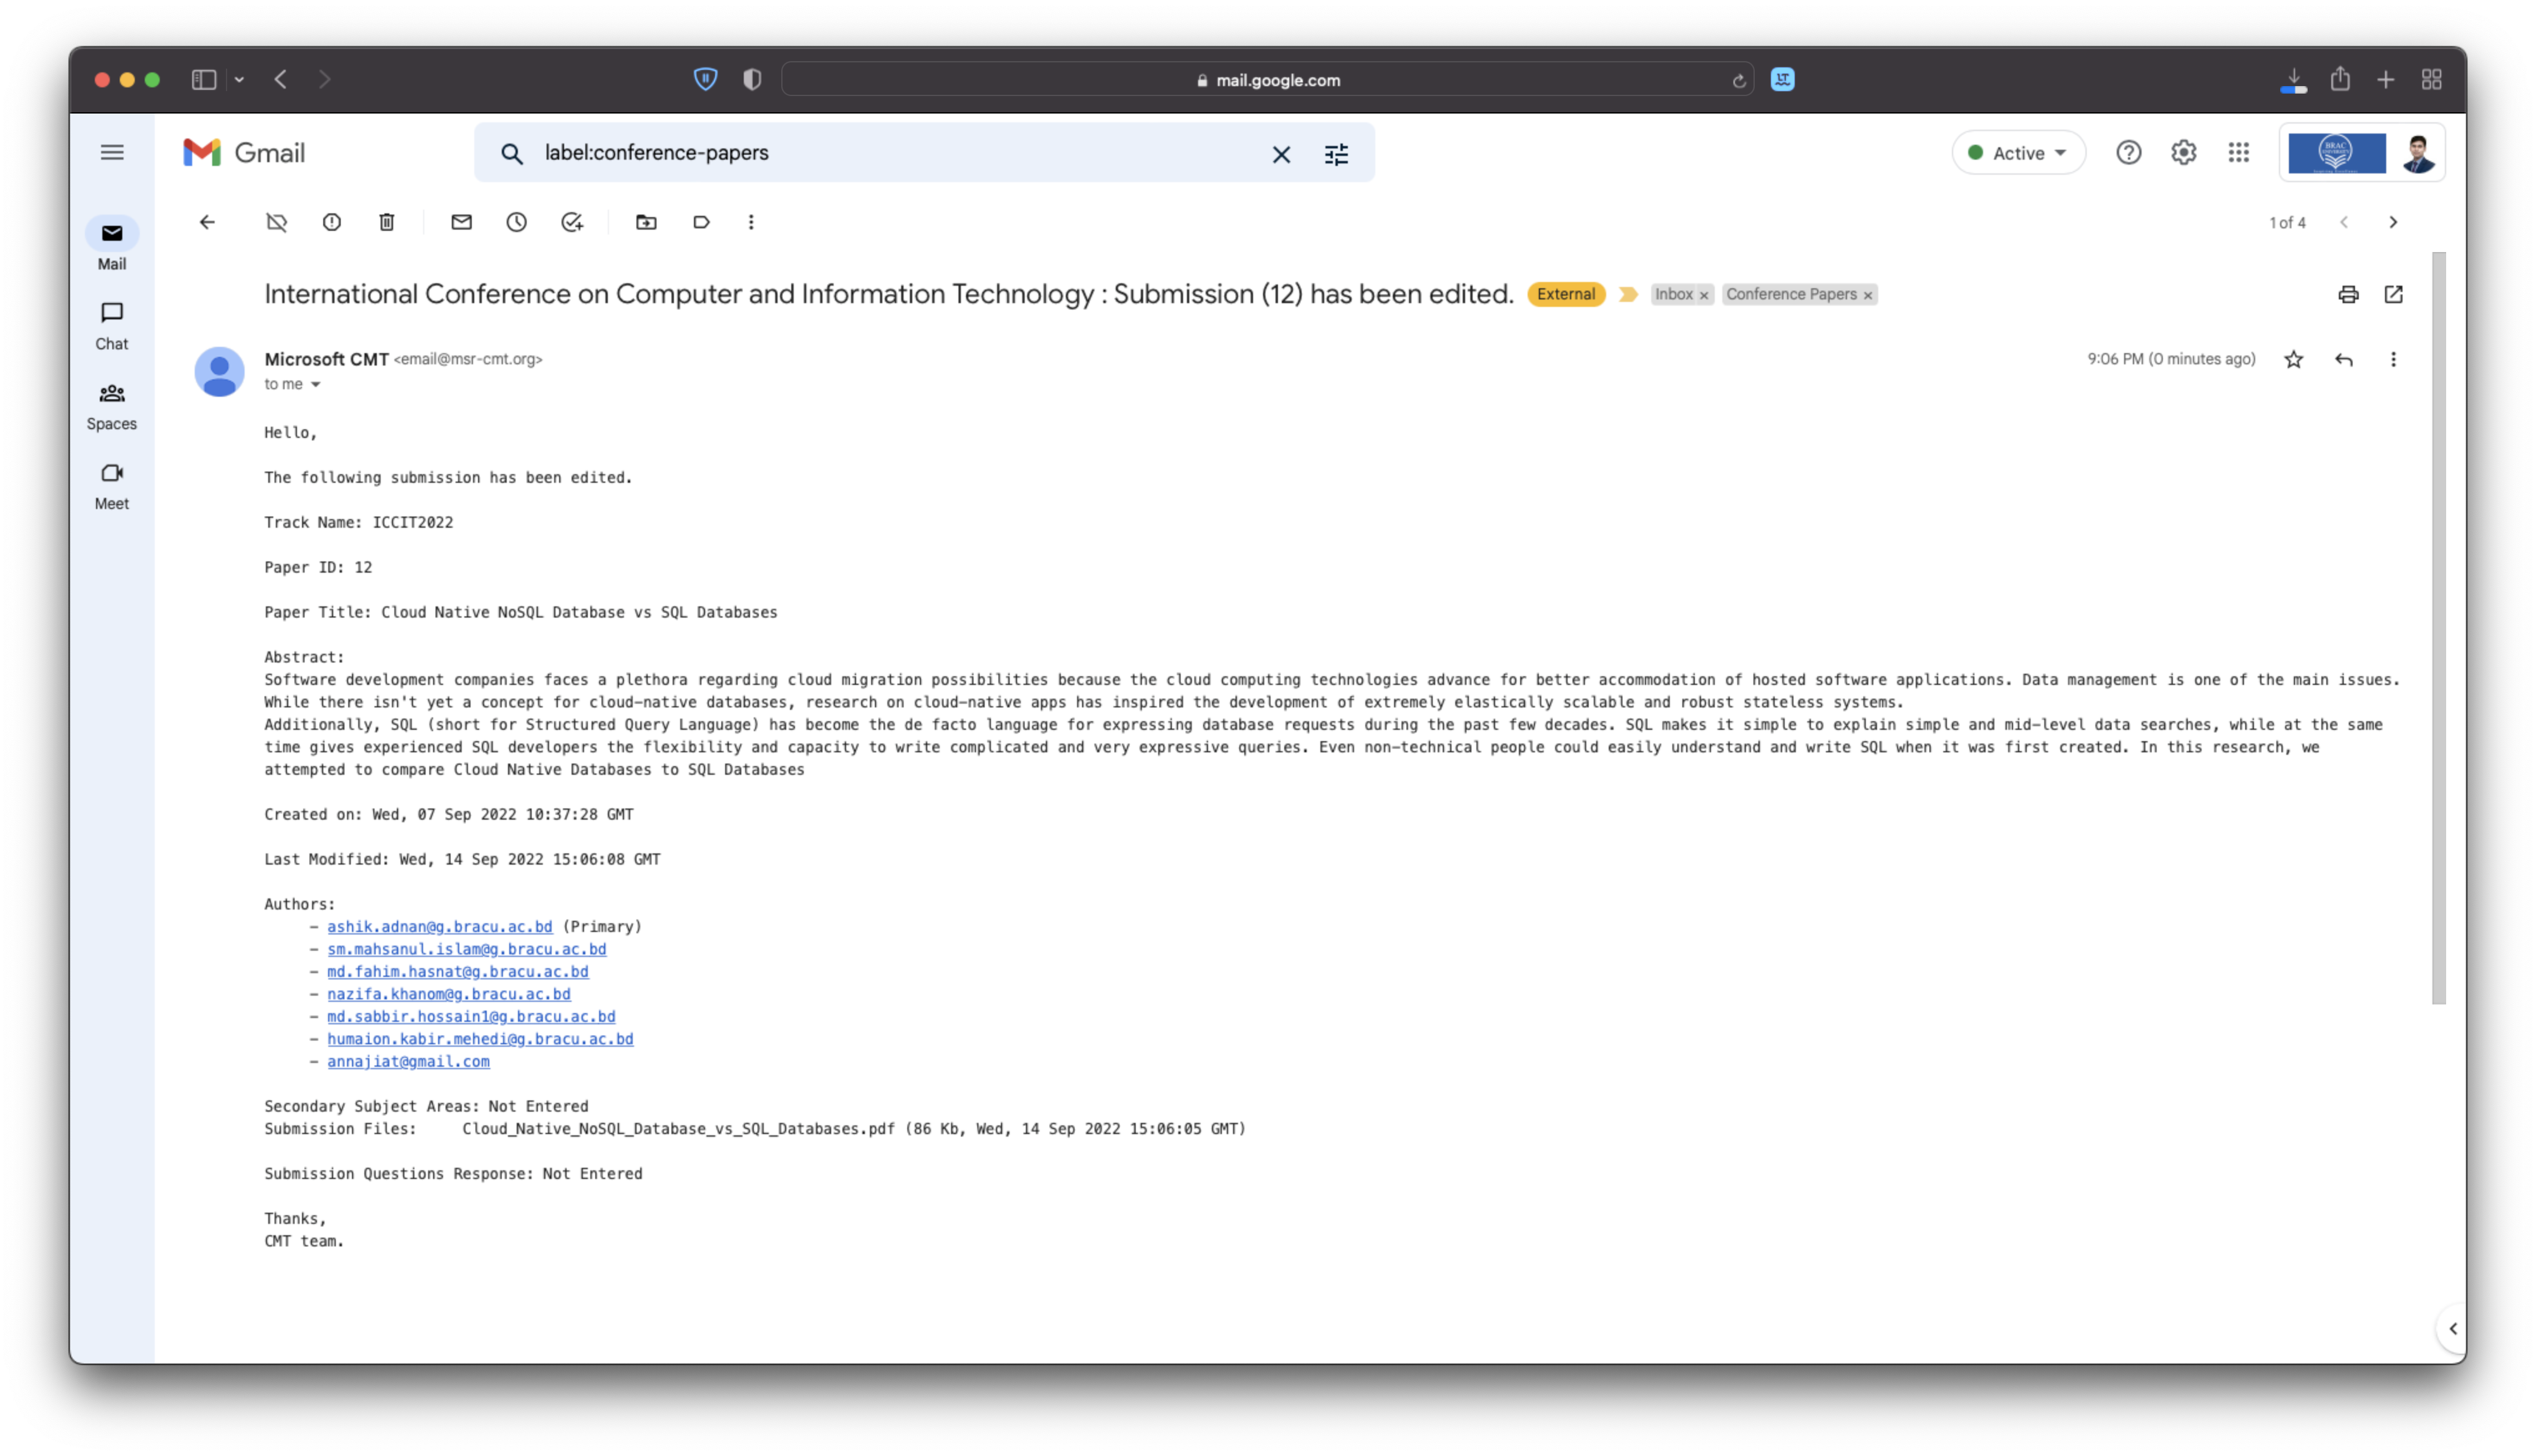 mail.google.com
Gmail
label:conference-papers
Active
BRAC
UNIVERSITY
1 of 4
Mail
Chat
Spaces
Meet
International Conference on Computer and Information Technology : Submission (12) has been edited.
External
Inbox ×
Conference Papers ×
Microsoft CMT <email@msr-cmt.org>
9:06 PM (0 minutes ago)
to me
Hello,
The following submission has been edited.
Track Name: ICCIT2022
Paper ID: 12
Paper Title: Cloud Native NoSQL Database vs SQL Databases
Abstract:
Software development companies faces a plethora regarding cloud migration possibilities because the cloud computing technologies advance for better accommodation of hosted software applications. Data management is one of the main issues.
While there isn't yet a concept for cloud-native databases, research on cloud-native apps has inspired the development of extremely elastically scalable and robust stateless systems.
Additionally, SQL (short for Structured Query Language) has become the de facto language for expressing database requests during the past few decades. SQL makes it simple to explain simple and mid-level data searches, while at the same
time gives experienced SQL developers the flexibility and capacity to write complicated and very expressive queries. Even non-technical people could easily understand and write SQL when it was first created. In this research, we
attempted to compare Cloud Native Databases to SQL Databases
Created on: Wed, 07 Sep 2022 10:37:28 GMT
Last Modified: Wed, 14 Sep 2022 15:06:08 GMT
Authors:
- ashik.adnan@g.bracu.ac.bd (Primary)
- sm.mahsanul.islam@g.bracu.ac.bd
- md.fahim.hasnat@g.bracu.ac.bd
- nazifa.khanom@g.bracu.ac.bd
- md.sabbir.hossain1@g.bracu.ac.bd
- humaion.kabir.mehedi@g.bracu.ac.bd
- annajiat@gmail.com
Secondary Subject Areas: Not Entered
Submission Files: Cloud_Native_NoSQL_Database_vs_SQL_Databases.pdf (86 Kb, Wed, 14 Sep 2022 15:06:05 GMT)
Submission Questions Response: Not Entered
Thanks,
CMT team.